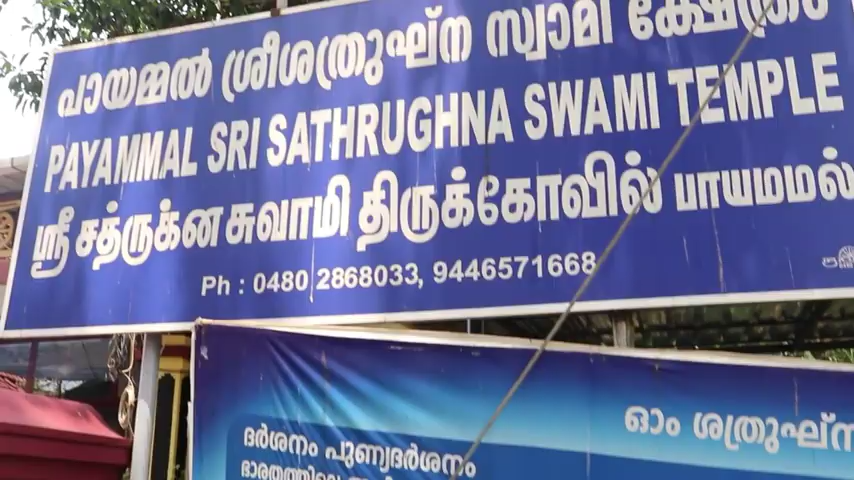 പായമ്മൽ ശ്രീശത്രുഘ്ന സ്വാമി ക്ഷേത്രം
PAYAMMAL SRI SATHRUGHNA SWAMI TEMPLE
ஸ்ரீ சத்ருக்ன சுவாமி திருக்கோவில் பாயமமல்
Ph : 0480 2868033, 9446571668
ഓം ശത്രുഘ്ന
ദർശനം പുണ്യദർശനം